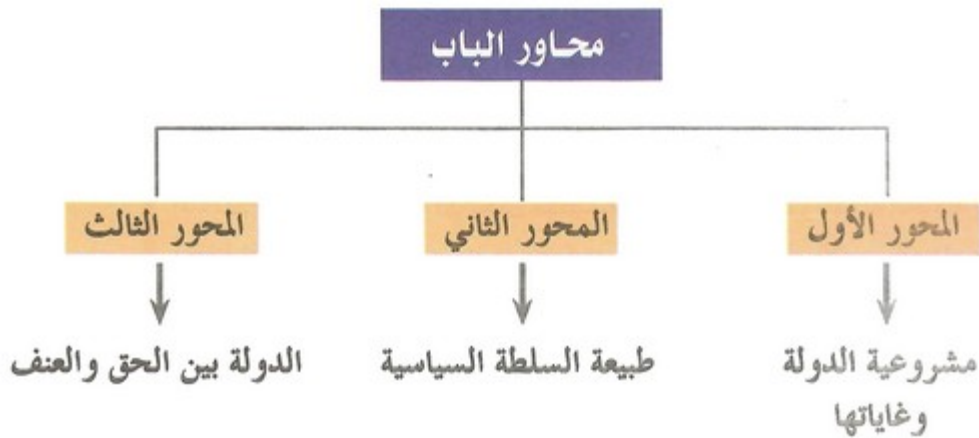 محاور الباب
المحور الأول
المحور الثاني
المحور الثالث
مشروعية الدولة
وغاياتها
طبيعة السلطة السياسية
الدولة بين الحق والعنف